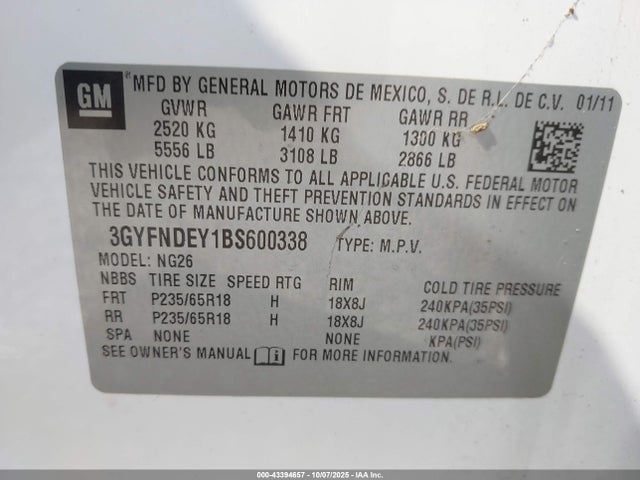 GM MFD BY GENERAL MOTORS DE MEXICO, S. DE R.L. DE C.V. 01/11
GVWR GAWR FRT GAWR RR
2520 KG 1410 KG 1300 KG
5556 LB 3108 LB 2866 LB
THIS VEHICLE CONFORMS TO ALL APPLICABLE U.S. FEDERAL MOTOR
VEHICLE SAFETY AND THEFT PREVENTION STANDARDS IN EFFECT ON
THE DATE OF MANUFACTURE SHOWN ABOVE.
3GYFNDEY1BS600338 TYPE: M.P.V.
MODEL: NG26
NBBS TIRE SIZE SPEED RTG RIM COLD TIRE PRESSURE
FRT P235/65R18 H 18X8J 240KPA(35PSI)
RR P235/65R18 H 18X8J 240KPA(35PSI)
SPA NONE NONE KPA(PSI)
SEE OWNER'S MANUAL i FOR MORE INFORMATION.
000-43394657 - 10/07/2025 - IAA Inc.